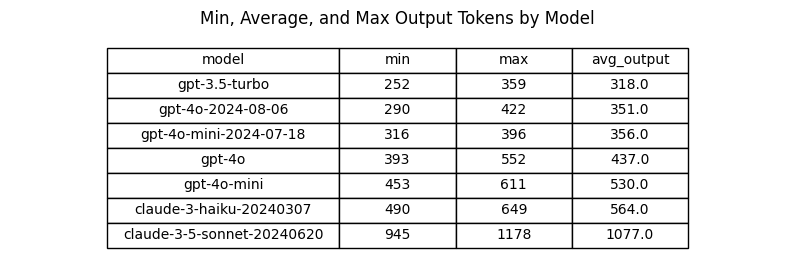 Min, Average, and Max Output Tokens by Model
model min max avg_output
gpt-3.5-turbo 252 359 318.0
gpt-4o-2024-08-06 290 422 351.0
gpt-4o-mini-2024-07-18 316 396 356.0
gpt-4o 393 552 437.0
gpt-4o-mini 453 611 530.0
claude-3-haiku-20240307 490 649 564.0
claude-3-5-sonnet-20240620 945 1178 1077.0